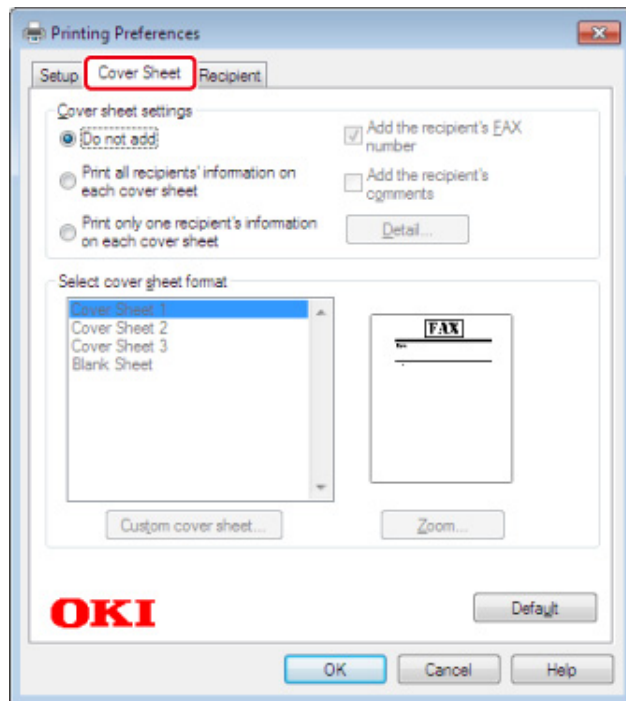 Printing Preferences
Setup Cover Sheet Recipient
Cover sheet settings
Do not add
Print all recipients' information on
each cover sheet
Print only one recipient's information
on each cover sheet
Add the recipient's FAX
number
Add the recipient's
comments
Detail...
Select cover sheet format
Cover Sheet 1
Cover Sheet 2
Cover Sheet 3
Blank Sheet
FAX
Custom cover sheet...
Zoom...
OKI
Default
OK Cancel Help